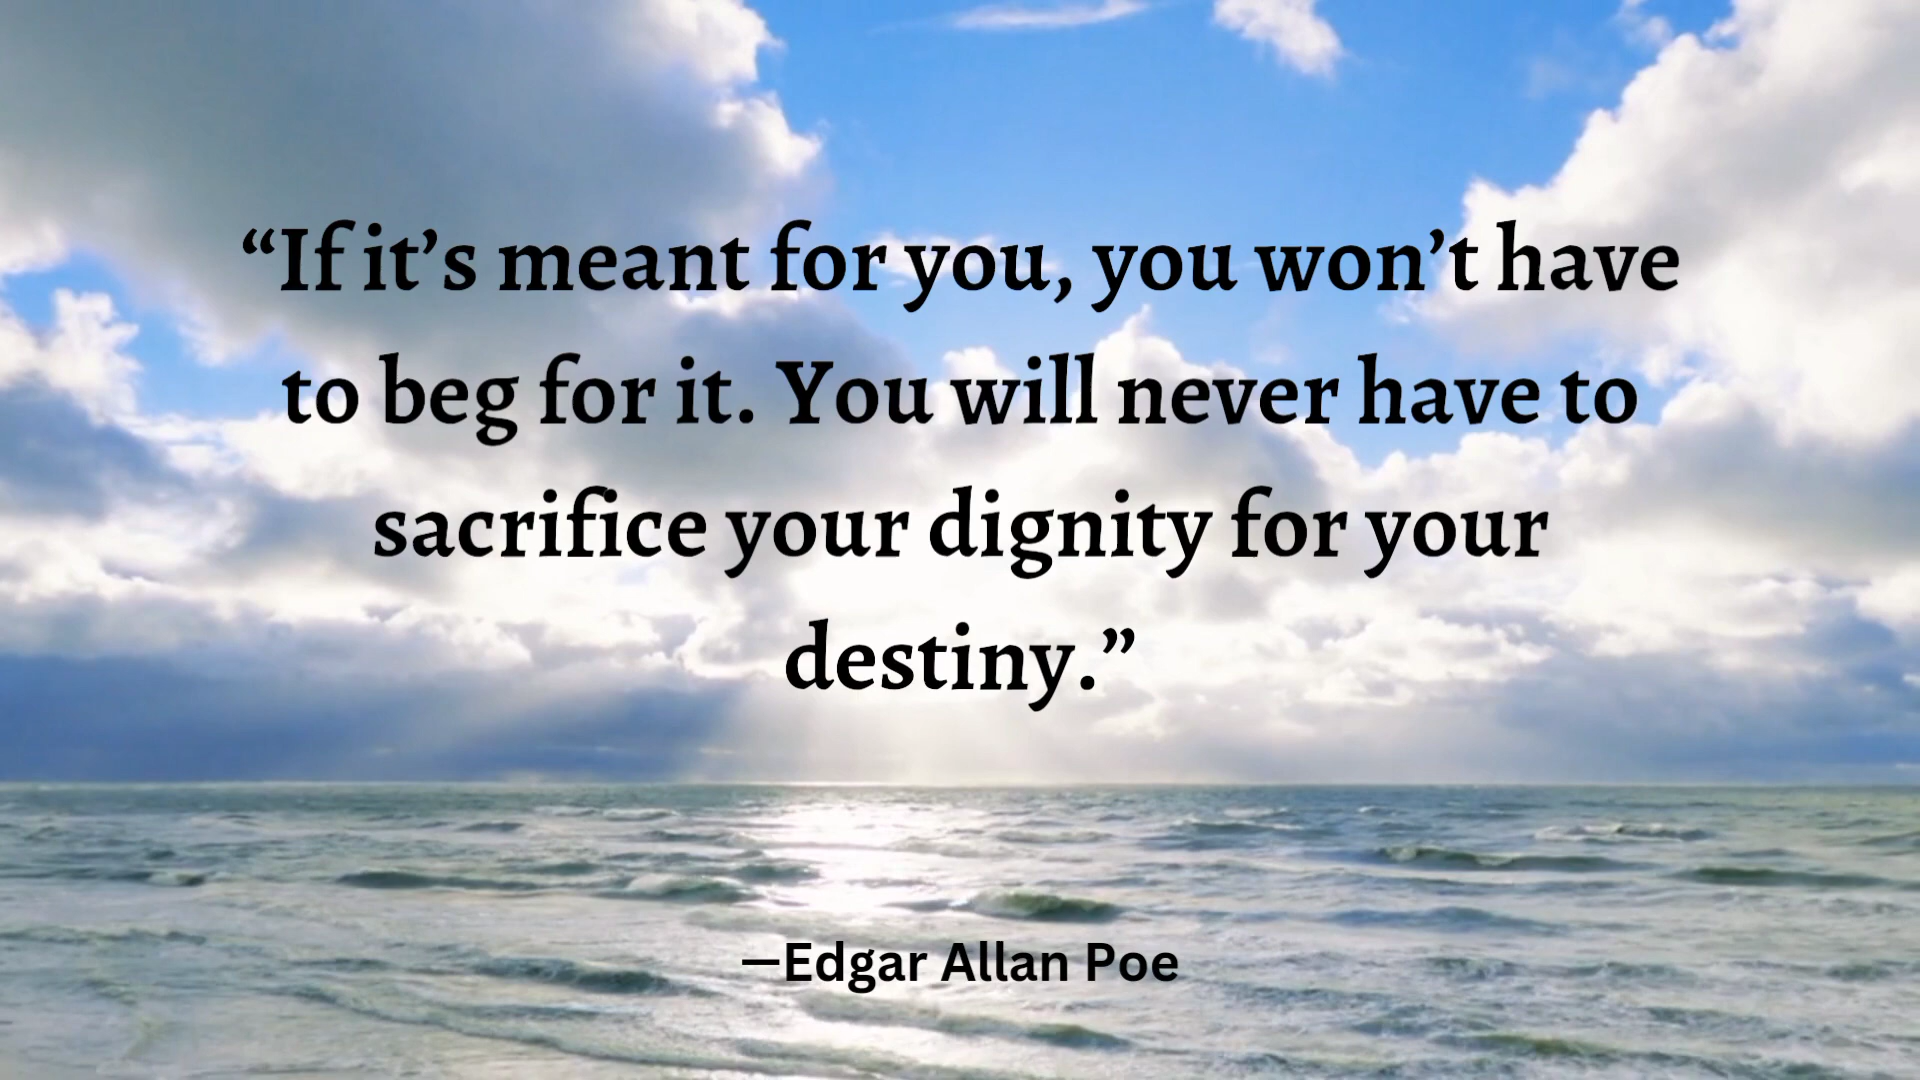 “If it’s meant for you, you won’t have
to beg for it. You will never have to
sacrifice your dignity for your
destiny.”
—Edgar Allan Poe